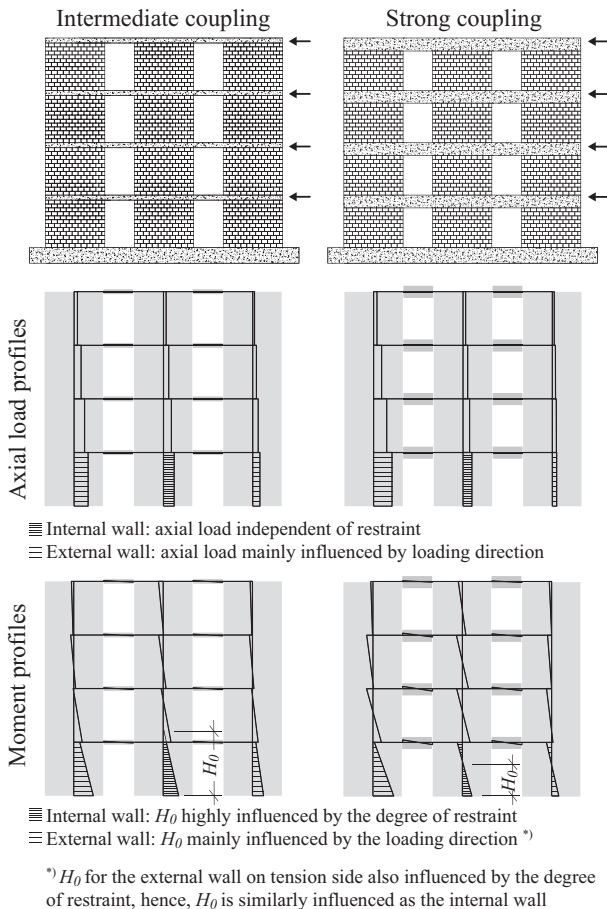 Intermediate coupling
Strong coupling
Axial load profiles
Internal wall: axial load independent of restraint
External wall: axial load mainly influenced by loading direction
Moment profiles
H0
H0
Internal wall: H0 highly influenced by the degree of restraint
External wall: H0 mainly influenced by the loading direction *)
*) H0 for the external wall on tension side also influenced by the degree
of restraint, hence, H0 is similarly influenced as the internal wall